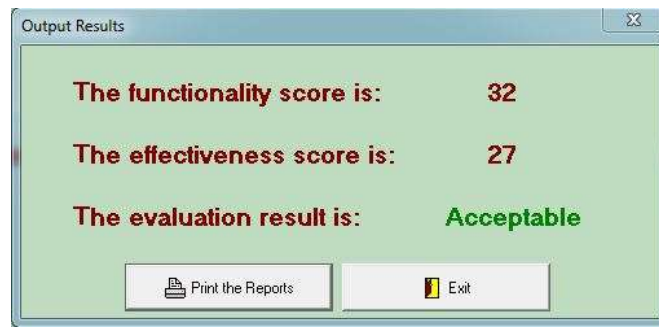 Output Results
The functionality score is: 32
The effectiveness score is: 27
The evaluation result is: Acceptable
Print the Reports Exit